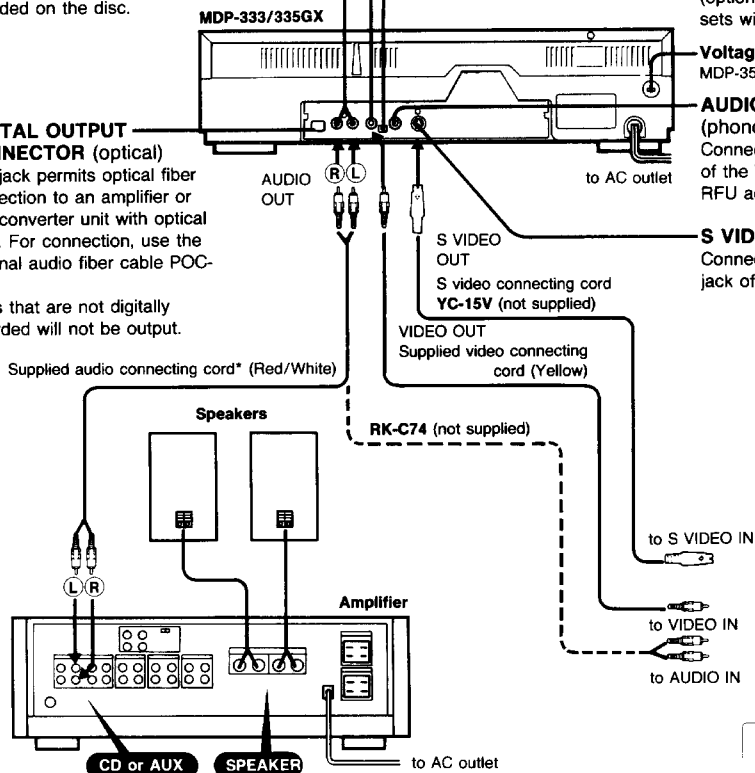 ded on the disc.
MDP-333/335GX
sets wi
Voltag
MDP-35
AUDIO
(phone
Connec
of the
RFU a
S VID
Connec
jack of
TAL OUTPUT
NNECTOR (optical)
jack permits optical fiber
ection to an amplifier or
converter unit with optical
. For connection, use the
nal audio fiber cable POC-
s that are not digitally
rded will not be output.
AUDIO
OUT
R L
to AC outlet
S VIDEO
OUT
S video connecting cord
YC-15V (not supplied)
VIDEO OUT
Supplied video connecting
cord (Yellow)
Supplied audio connecting cord* (Red/White)
Speakers
RK-C74 (not supplied)
to S VIDEO IN
L R
Amplifier
to VIDEO IN
to AUDIO IN
CD or AUX
SPEAKER
to AC outlet